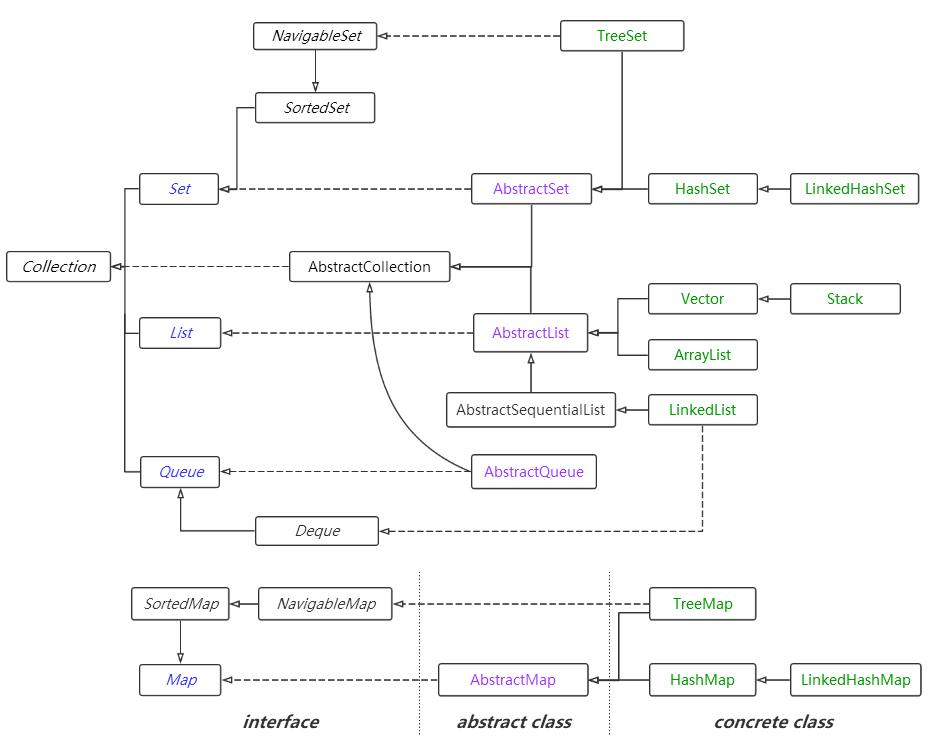 NavigableSet
TreeSet
SortedSet
Set
AbstractSet
HashSet
LinkedHashSet
Collection
AbstractCollection
Vector
Stack
List
AbstractList
ArrayList
AbstractSequentialList
LinkedList
Queue
AbstractQueue
Deque
SortedMap
NavigableMap
TreeMap
Map
AbstractMap
HashMap
LinkedHashMap
interface
abstract class
concrete class